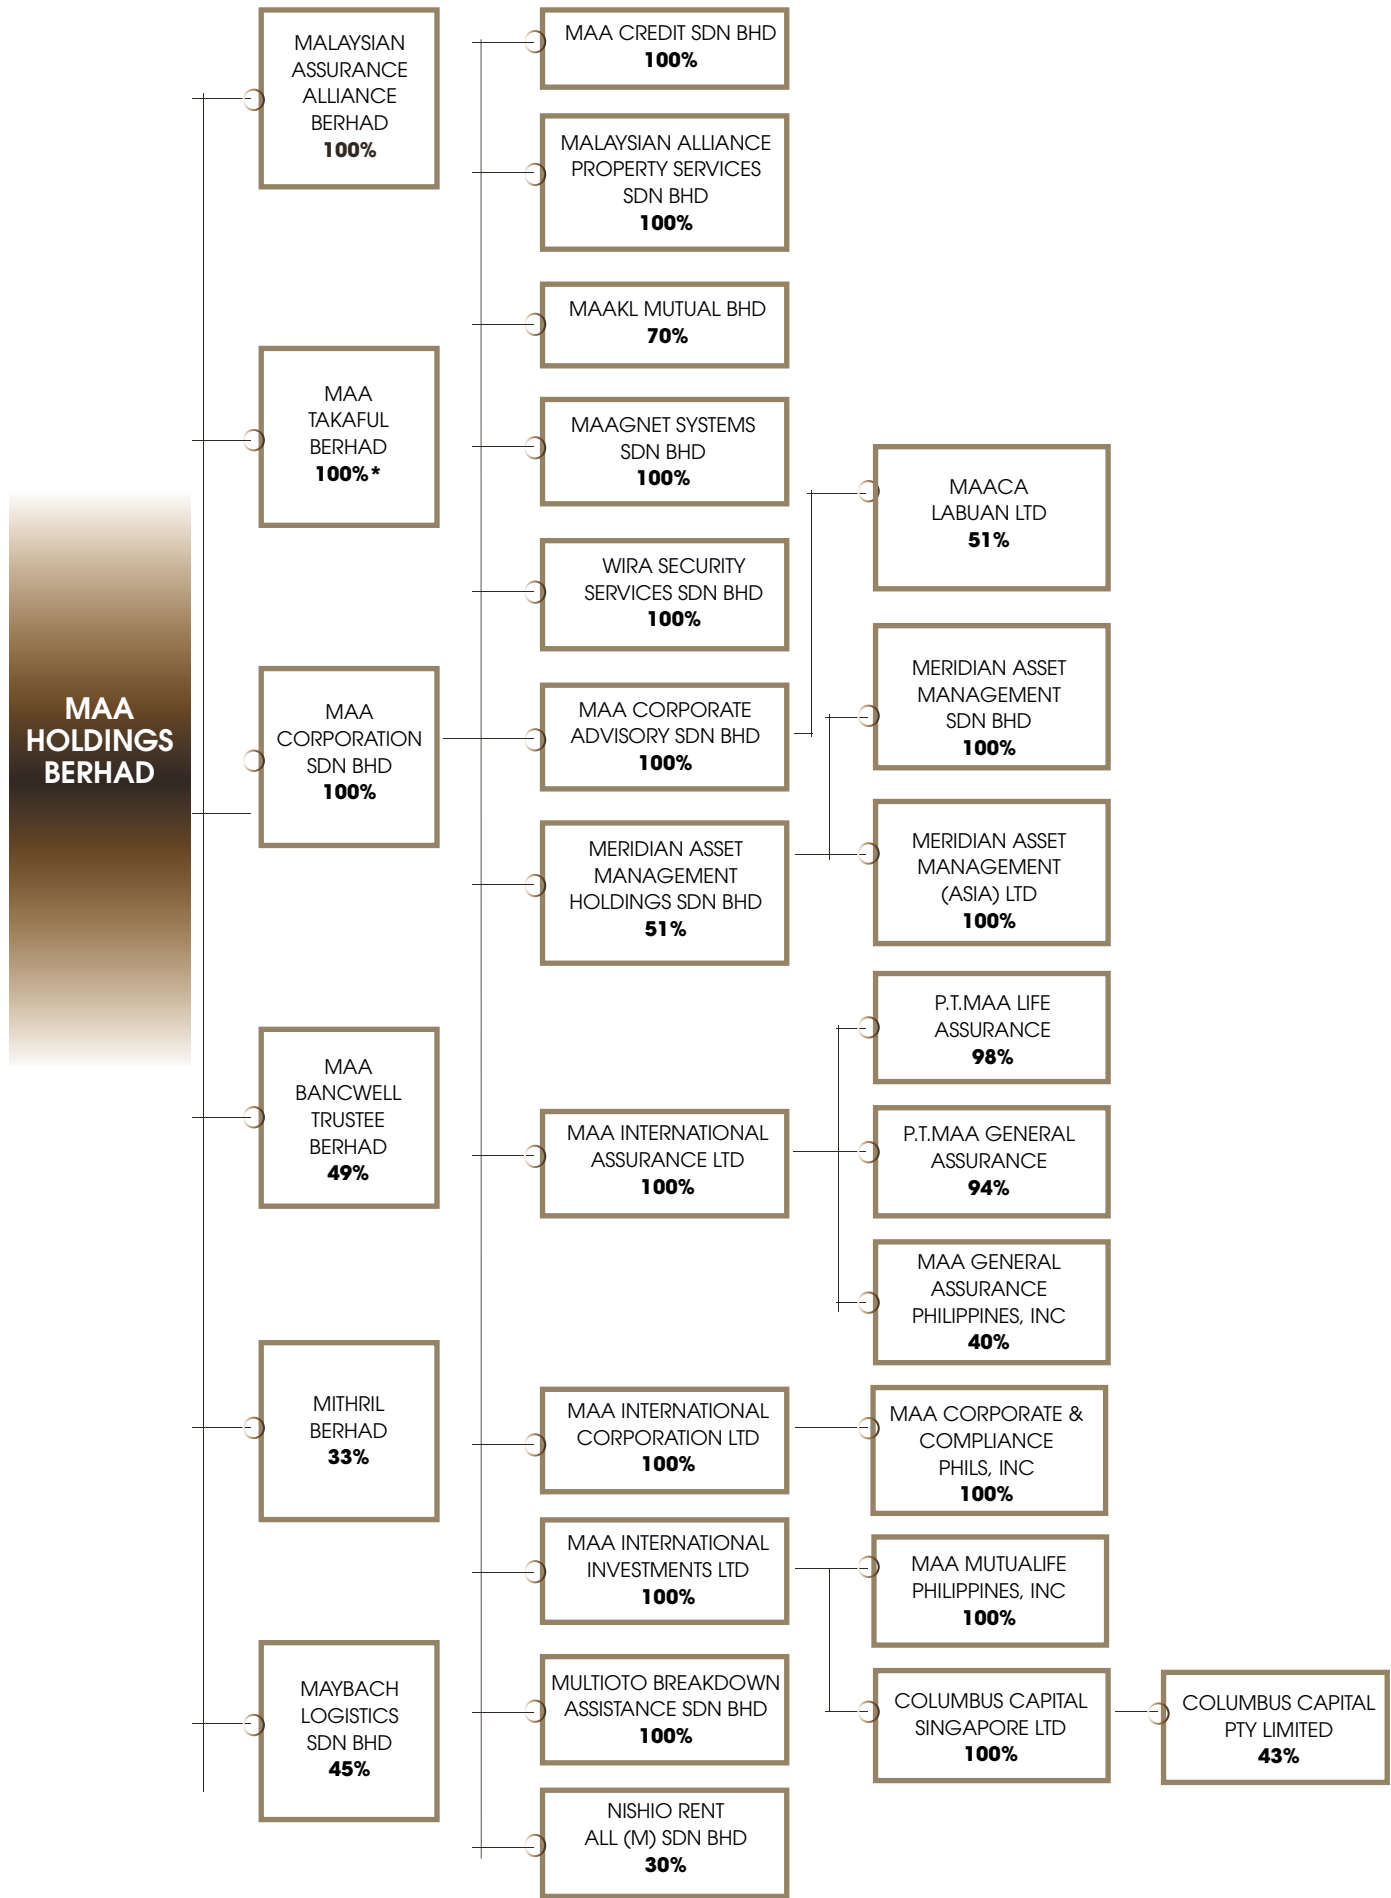 MAA
HOLDINGS
BERHAD
MALAYSIAN
ASSURANCE
ALLIANCE
BERHAD
100%
MAA
TAKAFUL
BERHAD
100%*
MAA
CORPORATION
SDN BHD
100%
MAA
BANCWELL
TRUSTEE
BERHAD
49%
MITHRIL
BERHAD
33%
MAYBACH
LOGISTICS
SDN BHD
45%
MAA CREDIT SDN BHD
100%
MALAYSIAN ALLIANCE
PROPERTY SERVICES
SDN BHD
100%
MAAKL MUTUAL BHD
70%
MAAGNET SYSTEMS
SDN BHD
100%
WIRA SECURITY
SERVICES SDN BHD
100%
MAA CORPORATE
ADVISORY SDN BHD
100%
MERIDIAN ASSET
MANAGEMENT
HOLDINGS SDN BHD
51%
MAA INTERNATIONAL
ASSURANCE LTD
100%
MAA INTERNATIONAL
CORPORATION LTD
100%
MAA INTERNATIONAL
INVESTMENTS LTD
100%
MULTIOTO BREAKDOWN
ASSISTANCE SDN BHD
100%
NISHIO RENT
ALL (M) SDN BHD
30%
MAACA
LABUAN LTD
51%
MERIDIAN ASSET
MANAGEMENT
SDN BHD
100%
MERIDIAN ASSET
MANAGEMENT
(ASIA) LTD
100%
P.T.MAA LIFE
ASSURANCE
98%
P.T.MAA GENERAL
ASSURANCE
94%
MAA GENERAL
ASSURANCE
PHILIPPINES, INC
40%
MAA CORPORATE &
COMPLIANCE
PHILS, INC
100%
MAA MUTUALIFE
PHILIPPINES, INC
100%
COLUMBUS CAPITAL
SINGAPORE LTD
100%
COLUMBUS CAPITAL
PTY LIMITED
43%